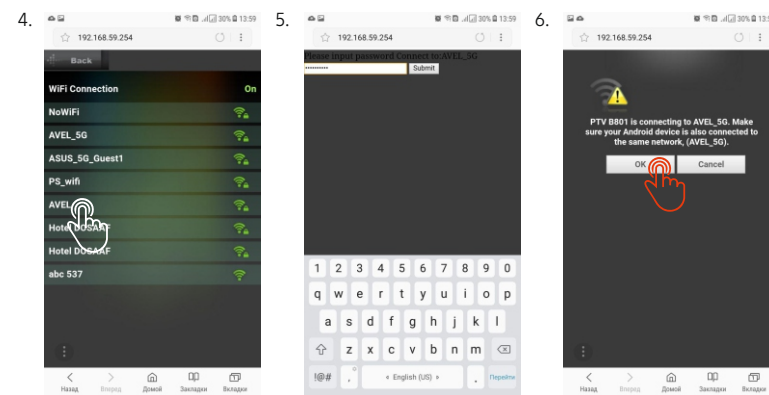 4.
30% 13:59
192.168.59.254
Back
WiFi Connection On
NoWiFi
AVEL_5G
ASUS_5G_Guest1
PS_wifi
AVEL
Hotel DOSAAF
Hotel DOSAAF
abc 537
Назад Вперед Домой Закладки Вкладки
5.
30% 13:59
192.168.59.254
Please input password Connect to:AVEL_5G
•••••••••• Submit
1 2 3 4 5 6 7 8 9 0
q w e r t y u i o p
a s d f g h j k l
z x c v b n m
!@# , English (US) . Перейти
6.
30% 13:5
192.168.59.254
PTV B801 is connecting to AVEL_5G. Make
sure your Android device is also connected to
the same network, (AVEL_5G).
OK Cancel
Назад Вперед Домой Закладки Вкладки